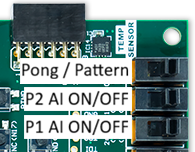 TEMP
SENSOR
Pong / Pattern
P2 AI ON/OFF
P1 AI ON/OFF